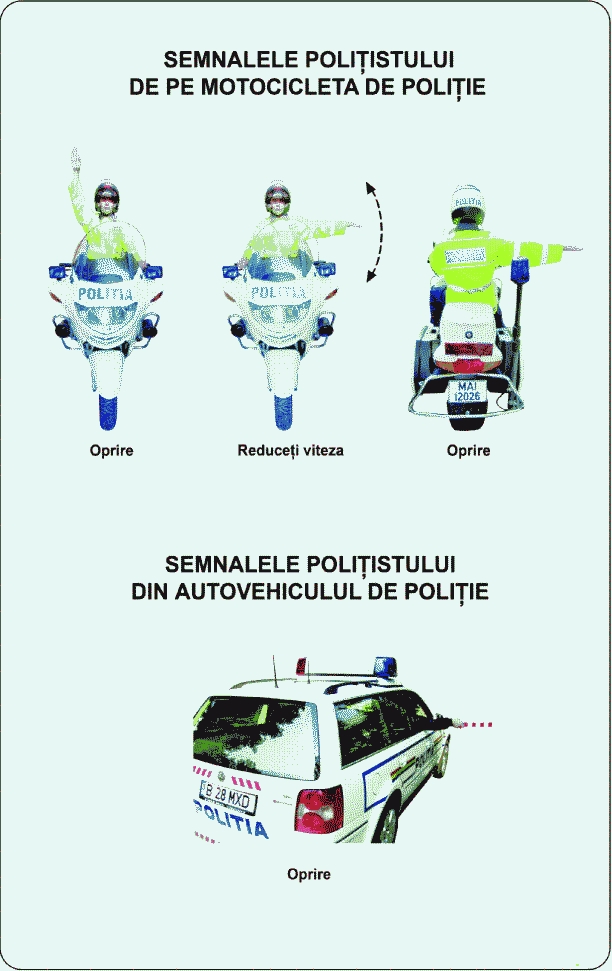 SEMNALELE POLIȚISTULUI
DE PE MOTOCICLETA DE POLIȚIE
POLITIA
POLITIA
POLITIA
MAI
12026
Oprire
Reduceți viteza
Oprire
SEMNALELE POLIȚISTULUI
DIN AUTOVEHICULUL DE POLIȚIE
B 28 MXD
POLITIA
Oprire